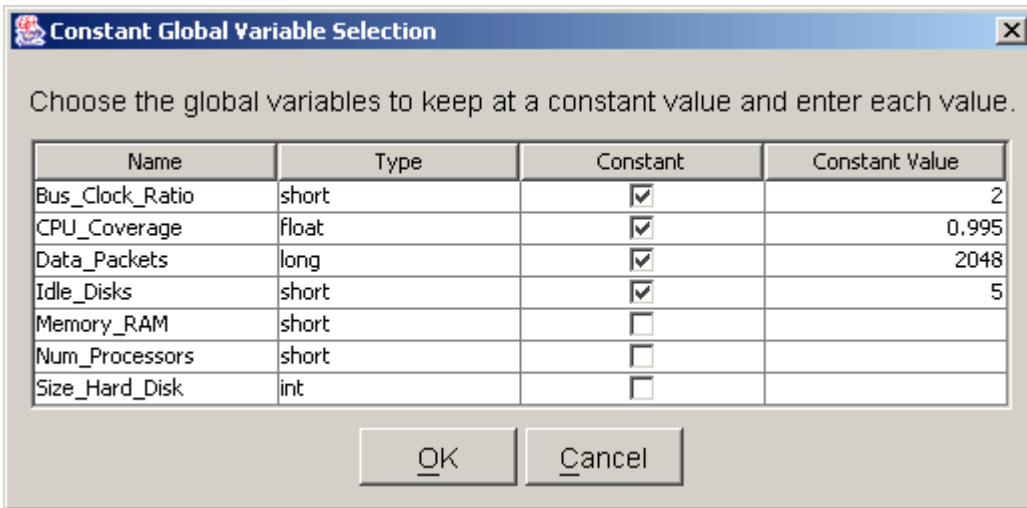 Constant Global Variable Selection
Choose the global variables to keep at a constant value and enter each value.
Name Type Constant Constant Value
Bus_Clock_Ratio short 2
CPU_Coverage float 0.995
Data_Packets long 2048
Idle_Disks short 5
Memory_RAM short
Num_Processors short
Size_Hard_Disk int
OK Cancel